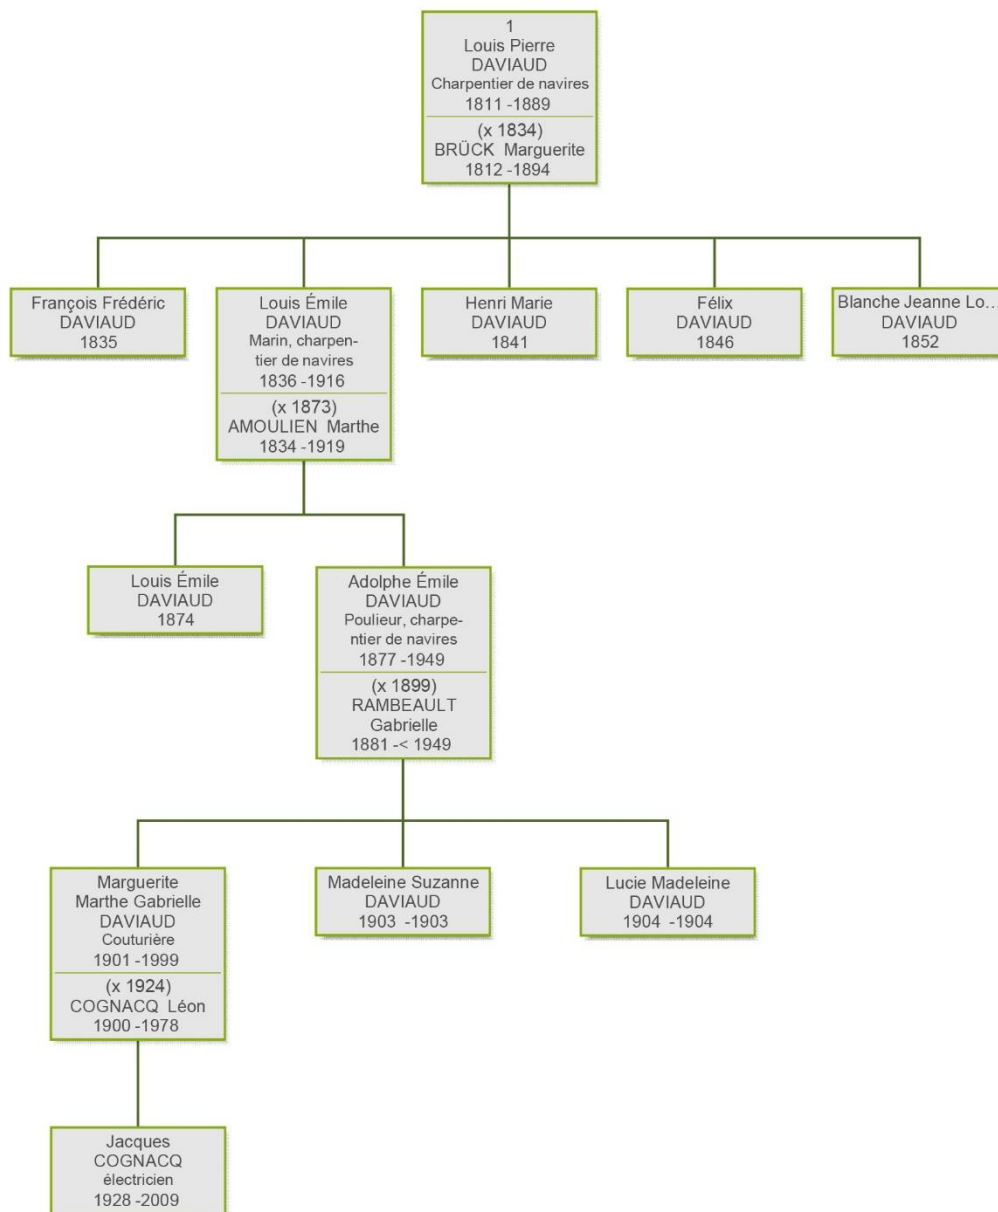 1
Louis Pierre
DAVIAUD
Charpentier de navires
1811 -1889
(x 1834)
BRÜCK Marguerite
1812 -1894
François Frédéric
DAVIAUD
1835
Louis Émile
DAVIAUD
Marin, charpen-
tier de navires
1836 -1916
(x 1873)
AMOULIEN Marthe
1834 -1919
Henri Marie
DAVIAUD
1841
Félix
DAVIAUD
1846
Blanche Jeanne Lo...
DAVIAUD
1852
Louis Émile
DAVIAUD
1874
Adolphe Émile
DAVIAUD
Poulieur, charpe-
ntier de navires
1877 -1949
(x 1899)
RAMBEAULT
Gabrielle
1881 -< 1949
Marguerite
Marthe Gabrielle
DAVIAUD
Couturière
1901 -1999
(x 1924)
COGNACQ Léon
1900 -1978
Madeleine Suzanne
DAVIAUD
1903 -1903
Lucie Madeleine
DAVIAUD
1904 -1904
Jacques
COGNACQ
électricien
1928 -2009